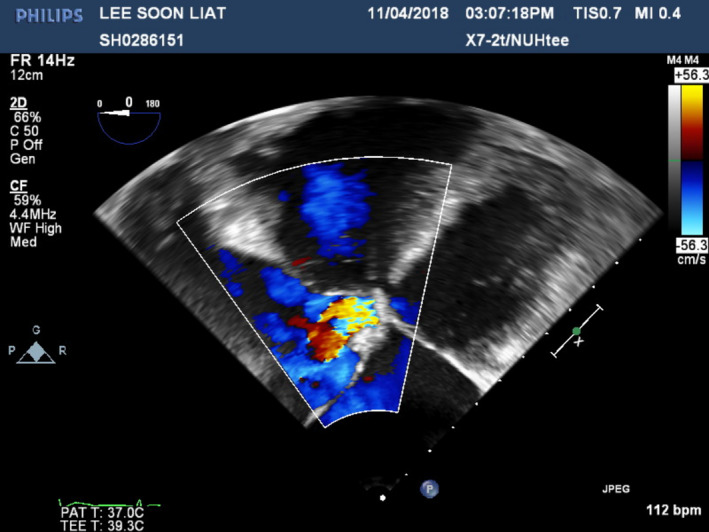 PHILIPS LEE SOON LIAT 11/04/2018 03:07:18PM TIS0.7 MI 0.4
SH0286151 X7-2t/NUHtee
FR 14Hz
12cm
M4 M4
+56.3
2D
66%
C 50
P Off
Gen
0 0 180
CF
59%
4.4MHz
WF High
Med
-56.3
cm/s
G
P R
X
P
JPEG
PAT T: 37.0C
TEE T: 39.3C
112 bpm